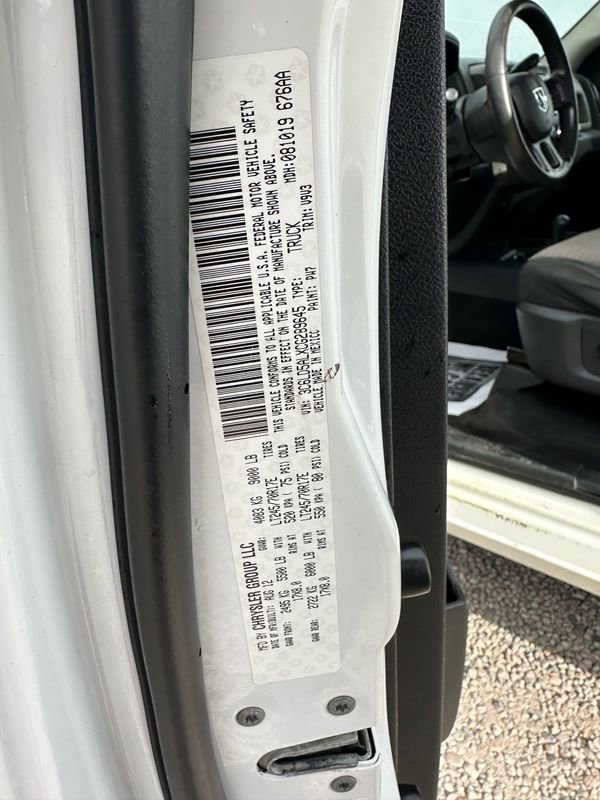 MFD BY CHRYSLER GROUP LLC
DATE OF MFR(BUILT): AUG 12
GVWR: 4083 KG 9000 LB
GAWR FRONT: 2495 KG 5500 LB WITH LT245/70R17E TIRES
RIMS AT 17X8.0 520 KPA ( 75 PSI) COLD
GAWR REAR: 2722 KG 6000 LB WITH LT245/70R17E TIRES
RIMS AT 17X8.0 550 KPA ( 80 PSI) COLD
THIS VEHICLE CONFORMS TO ALL APPLICABLE U.S.A. FEDERAL MOTOR VEHICLE SAFETY
STANDARDS IN EFFECT ON THE DATE OF MANUFACTURE SHOWN ABOVE.
VIN: 3C6LD5ALXCG289645 TYPE: TRUCK MDH:081019 676AA
VEHICLE MADE IN MEXICO PAINT: PW7 TRIM: V9V3